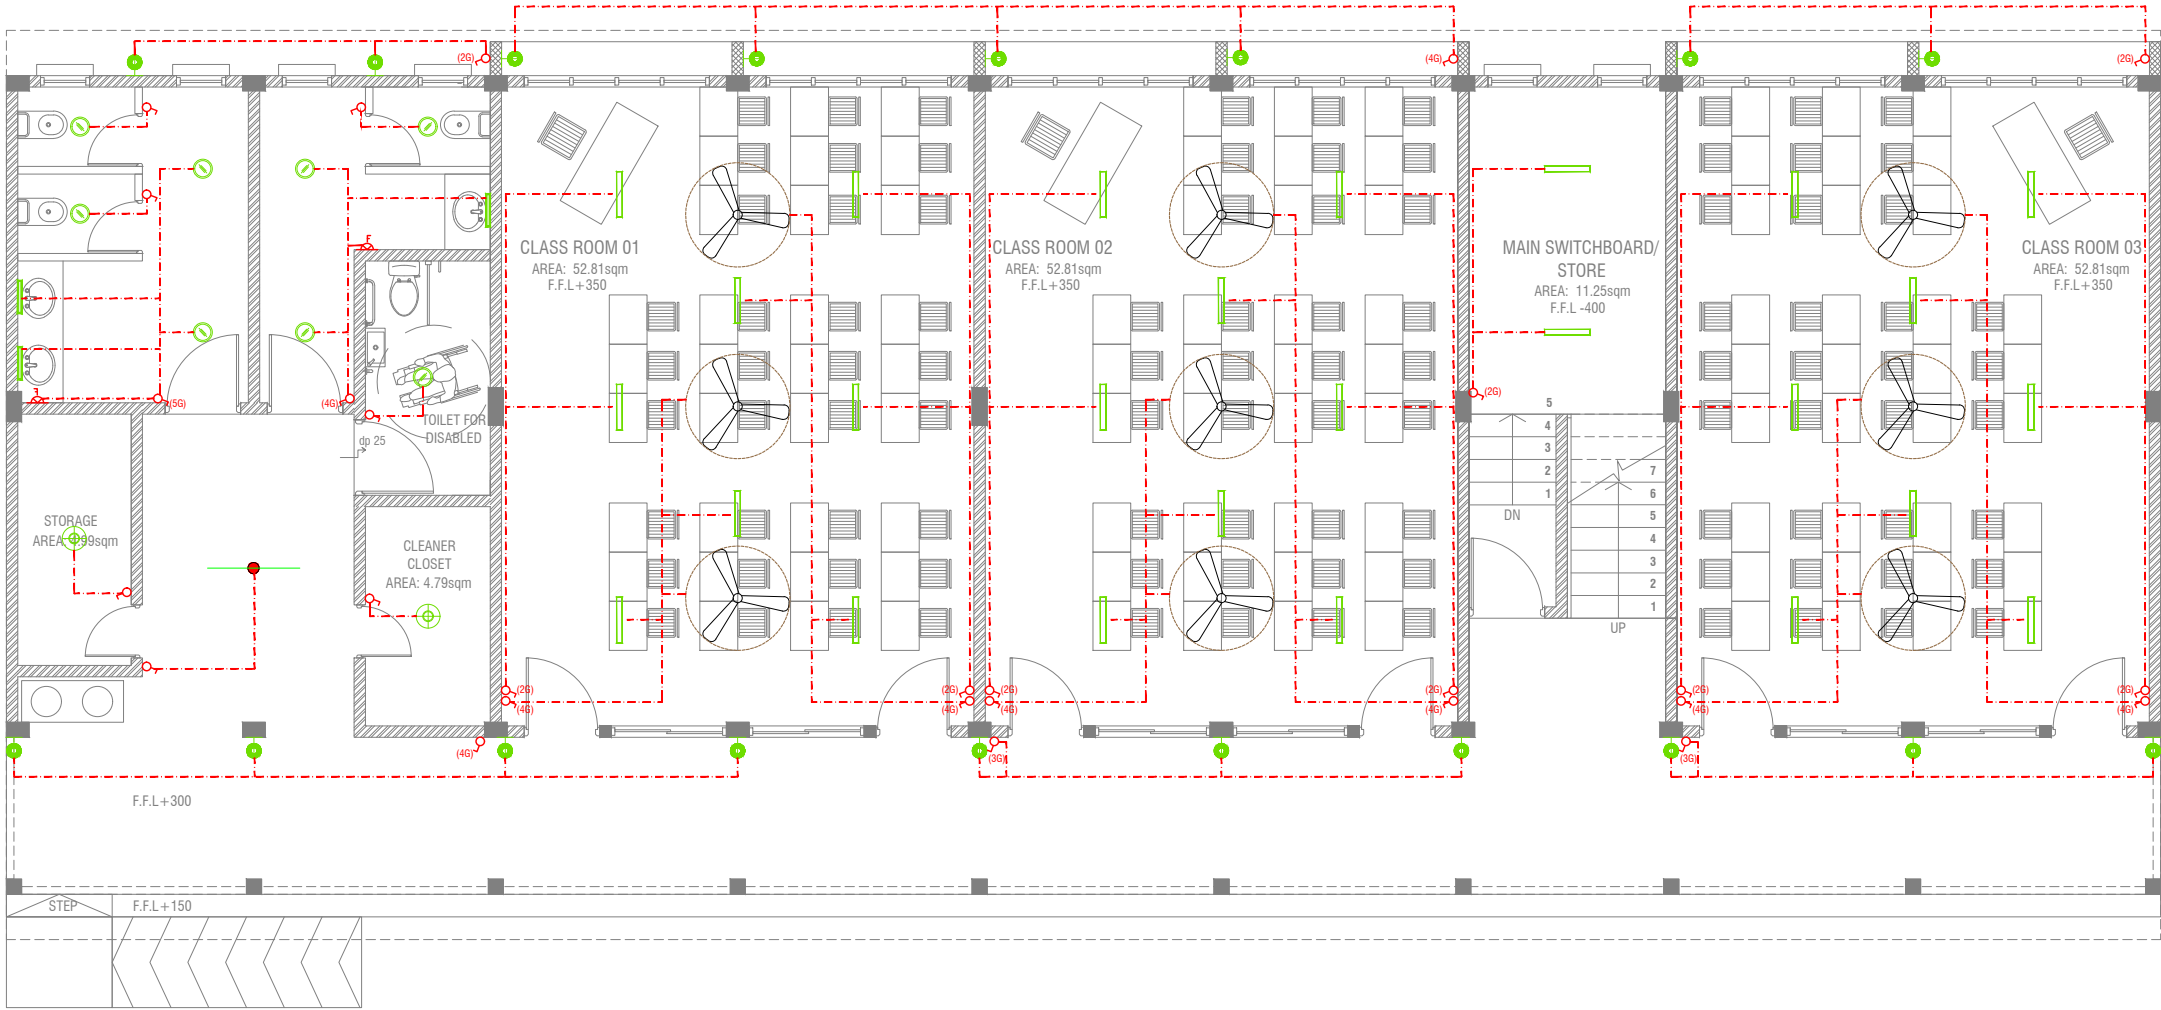 (2G)
(4G)
(2G)
CLASS ROOM 01
AREA: 52.81sqm
F.F.L+350
CLASS ROOM 02
AREA: 52.81sqm
F.F.L+350
MAIN SWITCHBOARD/
STORE
AREA: 11.25sqm
F.F.L -400
CLASS ROOM 03
AREA: 52.81sqm
F.F.L+350
F
F
(5G)
(4G)
(2G)
TOILET FOR
DISABLED
dp 25
5
4
3
2
1
DN
7
6
5
4
3
2
1
UP
STORAGE
AREA:
CLEANER
CLOSET
AREA: 4.79sqm
(2G)
(4G)
(2G)
(4G)
(2G)
(4G)
(2G)
(4G)
(2G)
(4G)
(2G)
(4G)
(4G)
(3G)
(3G)
F.F.L+300
STEP
F.F.L+150